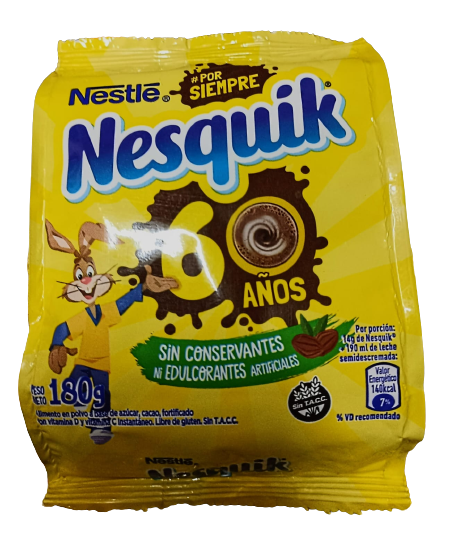 Nestlé®
#POR
SIEMPRE
Nesquik®
60
AÑOS
SIN CONSERVANTES
NI EDULCORANTES ARTIFICIALES
Por porción:
14g de Nesquik®
+190 ml de leche
semidescremada:
Valor
Energético
140kcal
7%
% VD recomendado
Sin T.A.C.C.
PESO
NETO 180g
Alimento en polvo a base de azúcar, cacao, fortificado
con vitamina D y vitamina C Instantáneo. Libre de gluten. Sin T.A.C.C.
Nestlé
Nesquik